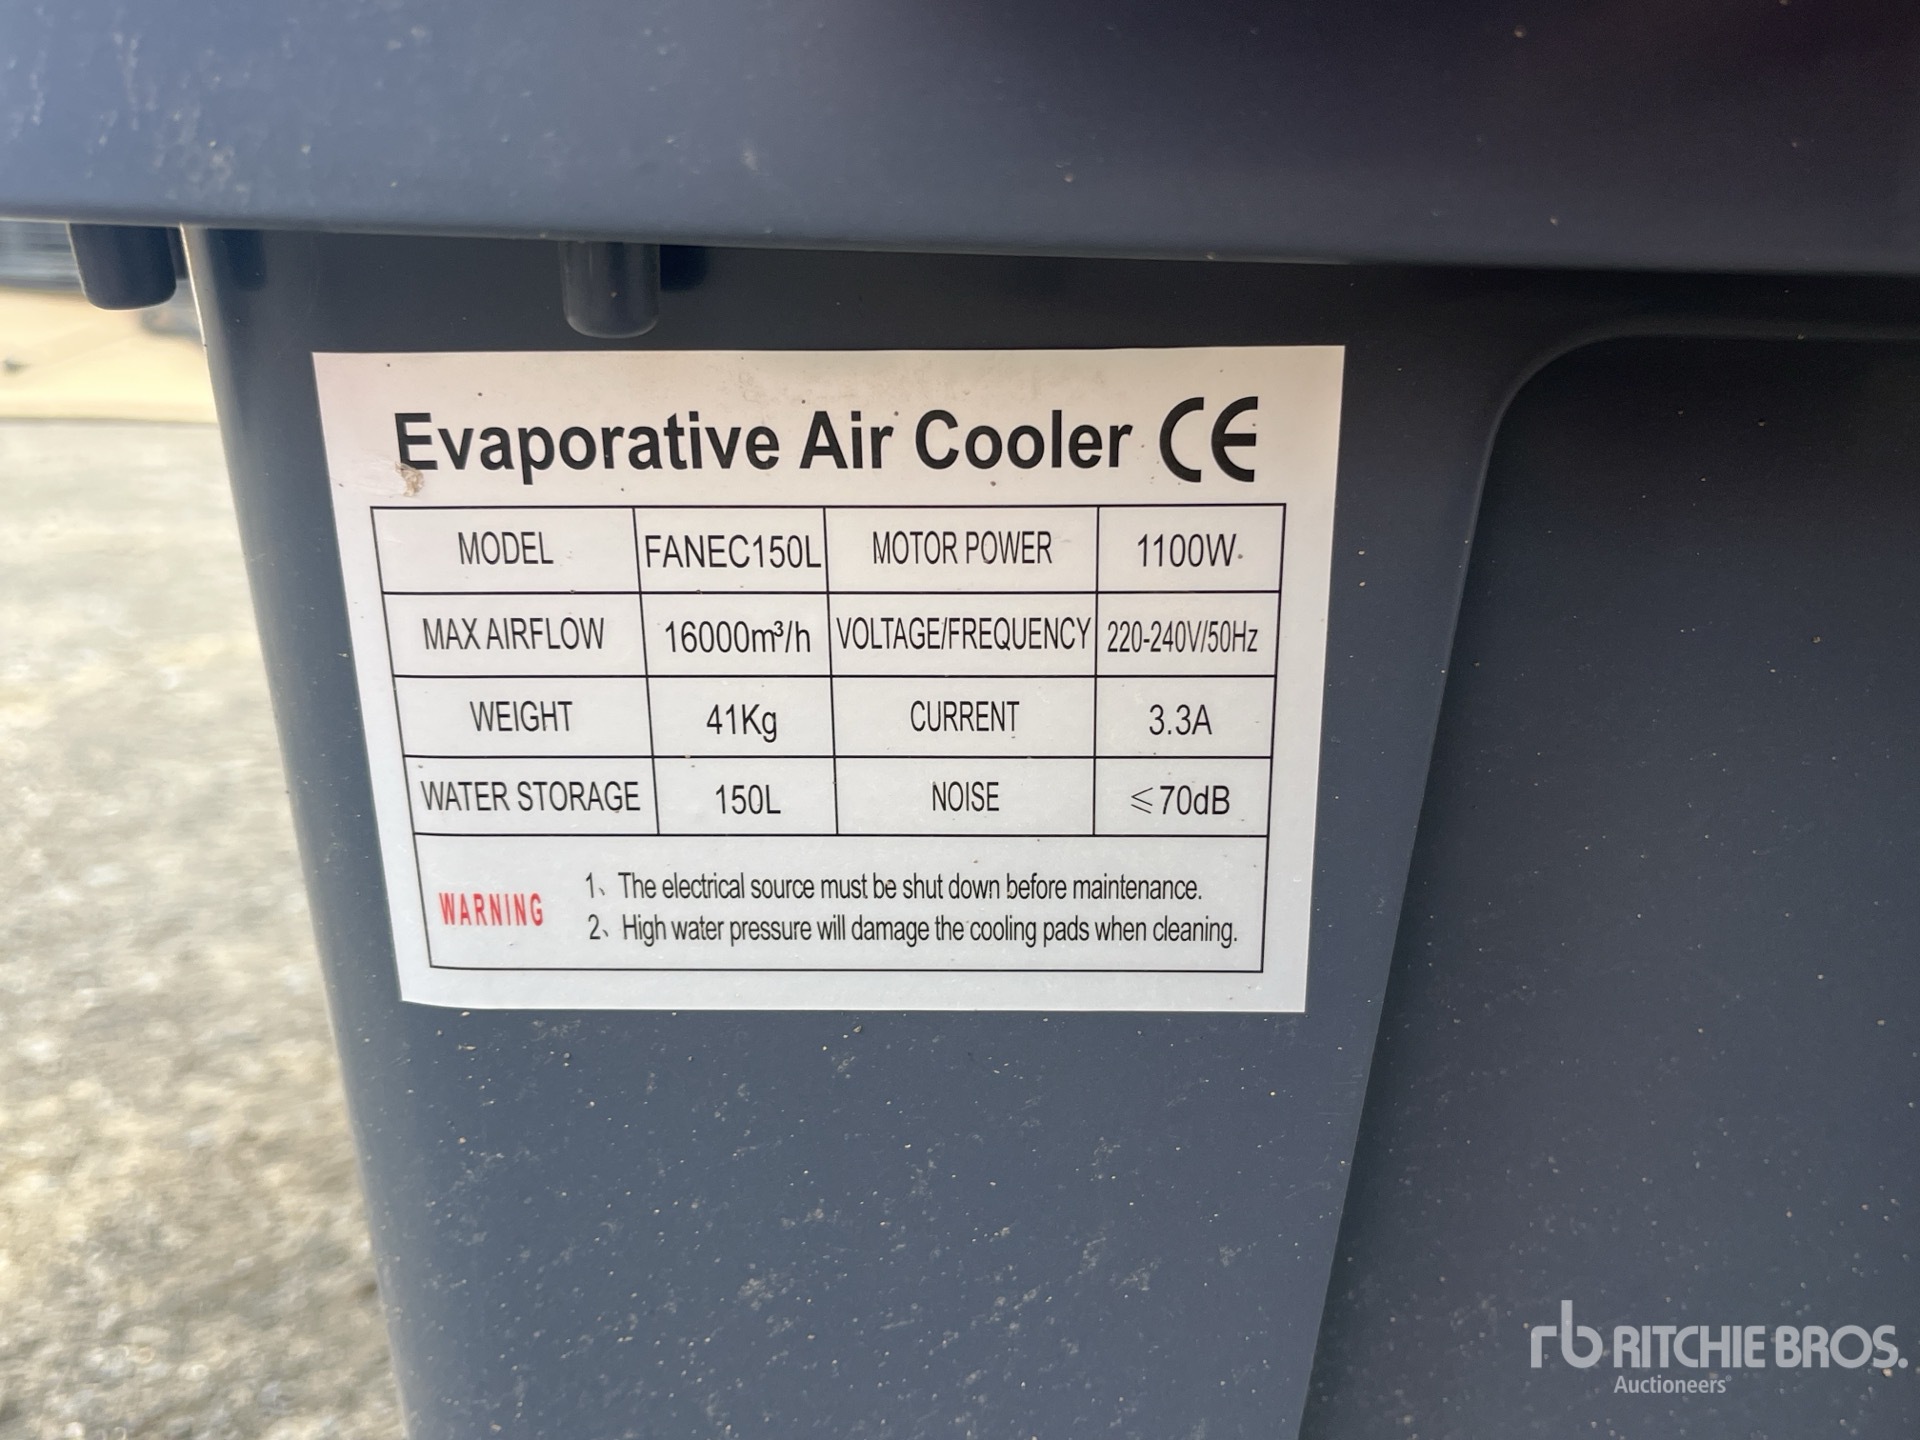 Evaporative Air Cooler CE
MODEL FANEC150L MOTOR POWER 1100W
MAX AIRFLOW 16000m³/h VOLTAGE/FREQUENCY 220-240V/50Hz
WEIGHT 41Kg CURRENT 3.3A
WATER STORAGE 150L NOISE ≤70dB
WARNING
1、The electrical source must be shut down before maintenance.
2、High water pressure will damage the cooling pads when cleaning.
rb RITCHIE BROS.
Auctioneers